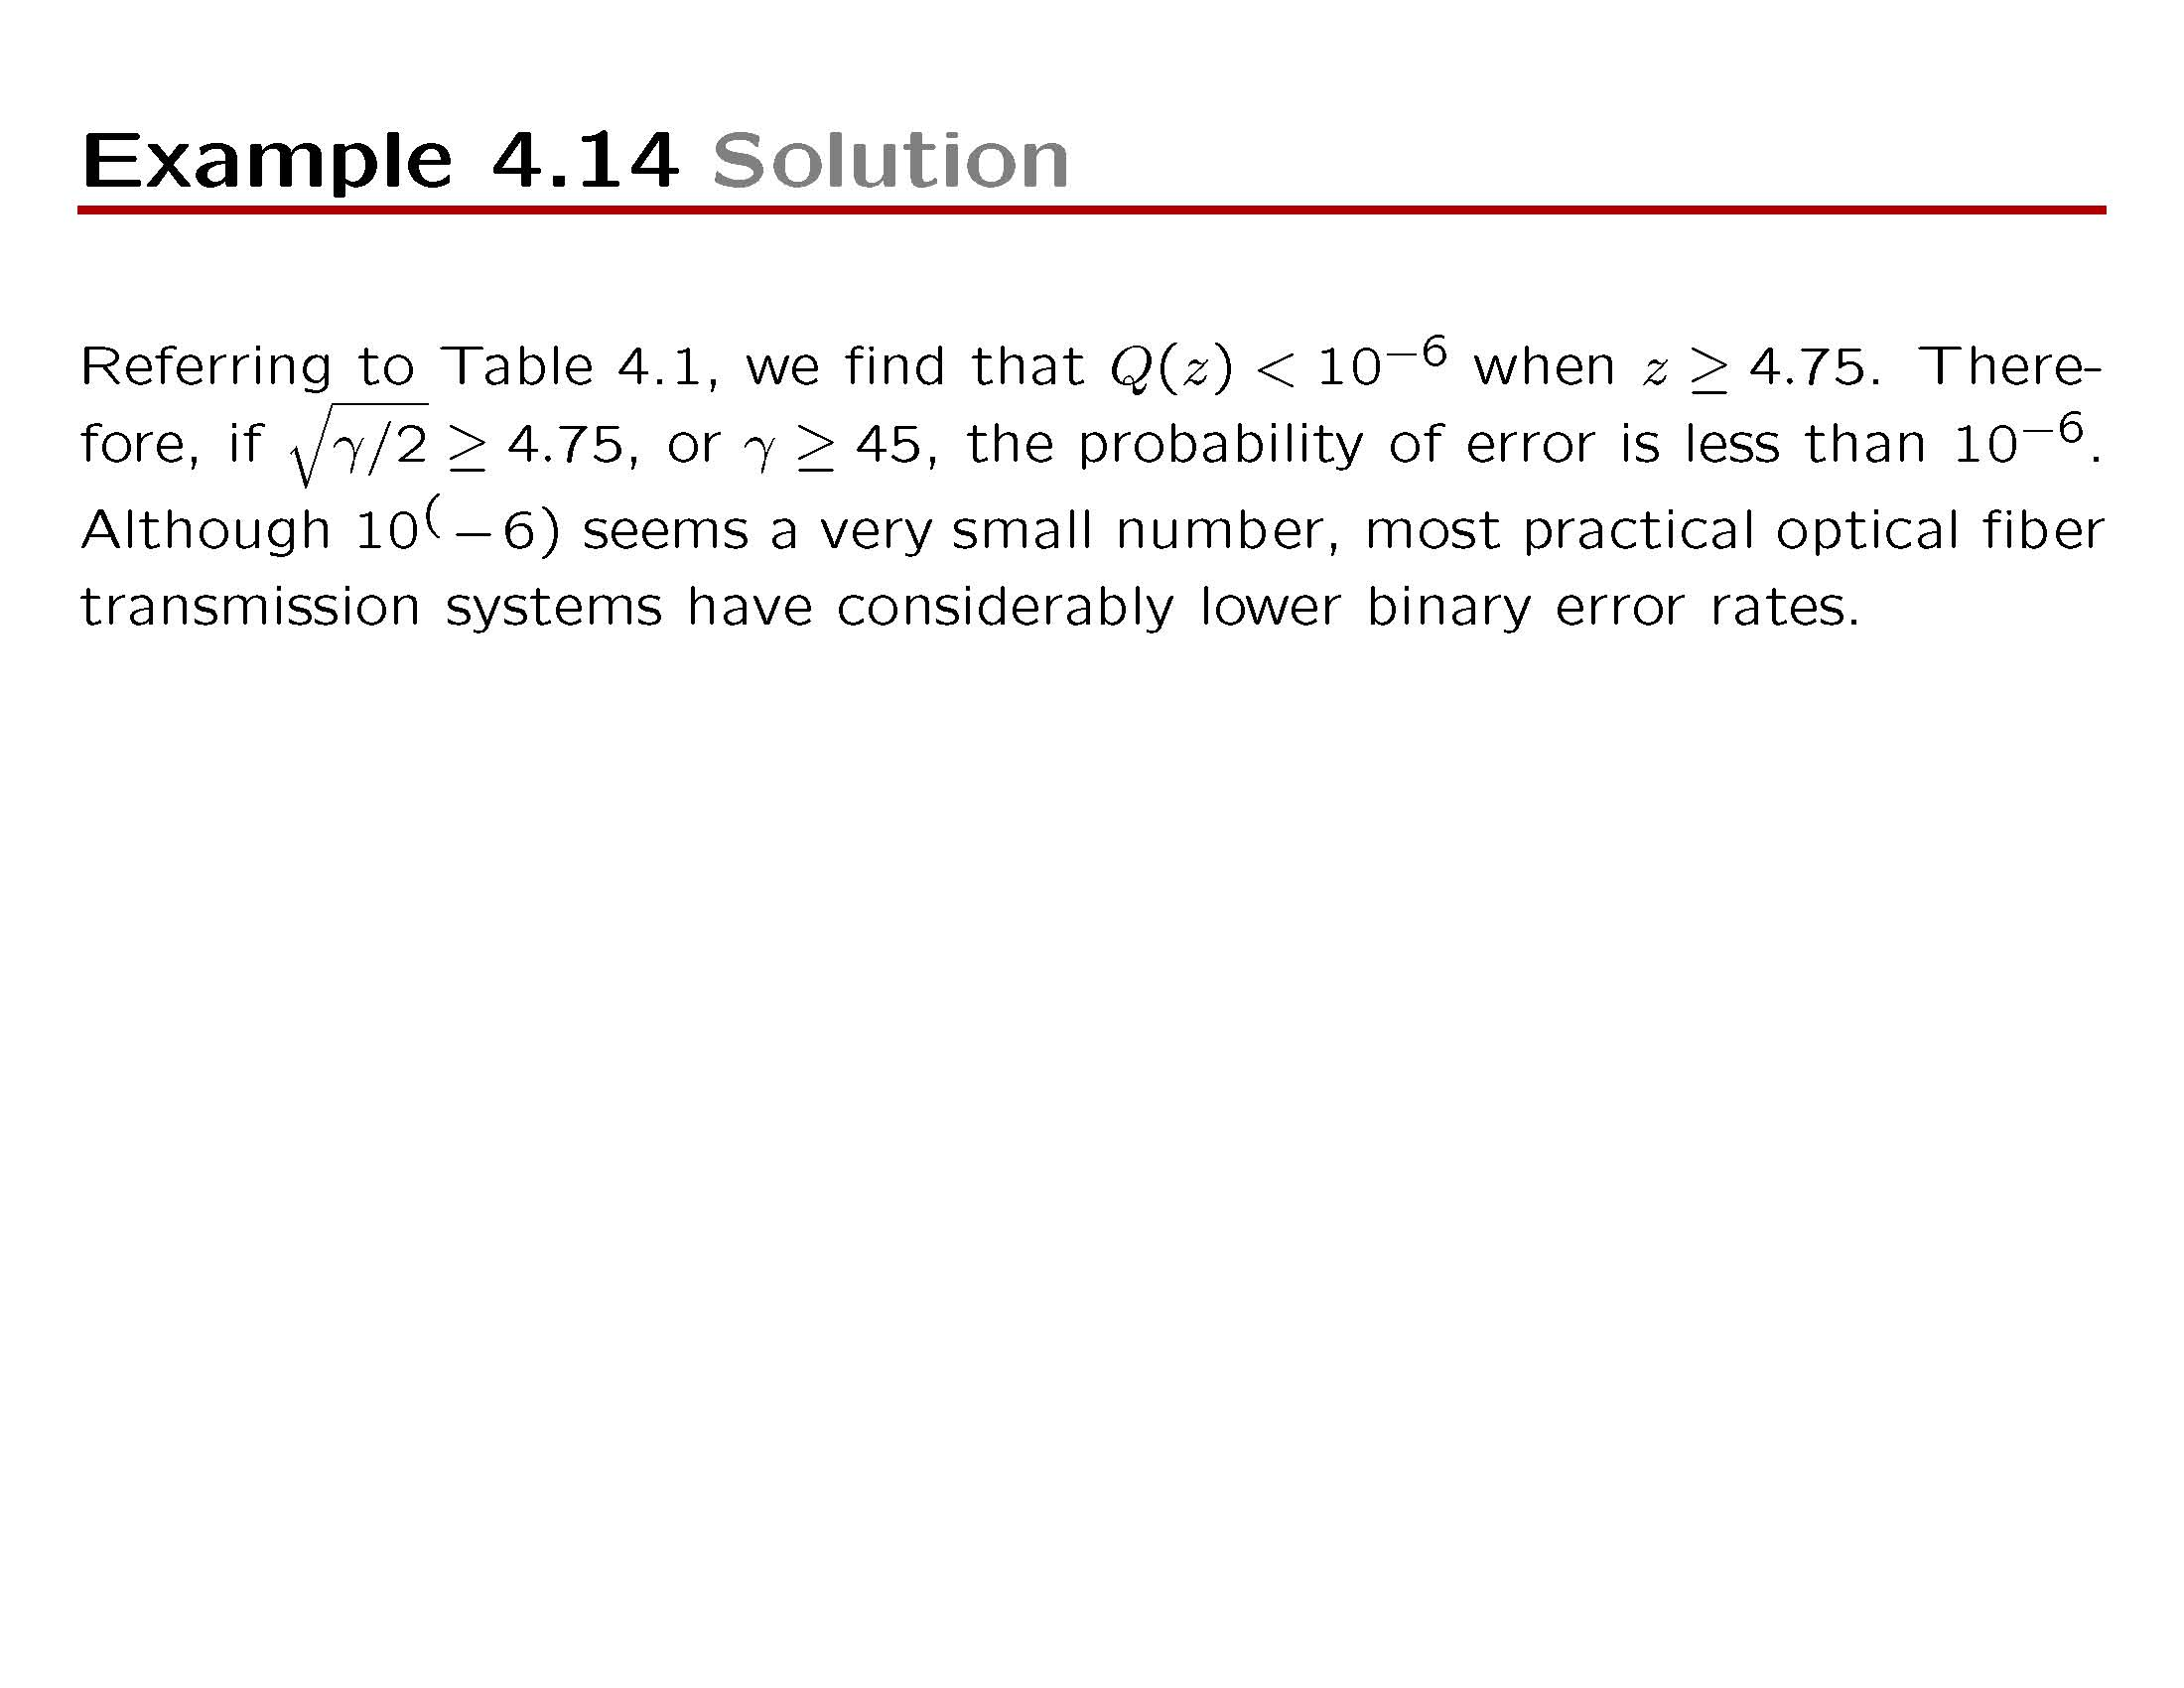 Example 4.14 Solution
Referring to Table 4.1, we find that Q(z) < 10⁻⁶ when z ≥ 4.75. There-
fore, if √(γ/2) ≥ 4.75, or γ ≥ 45, the probability of error is less than 10⁻⁶.
Although 10⁽−6) seems a very small number, most practical optical fiber
transmission systems have considerably lower binary error rates.